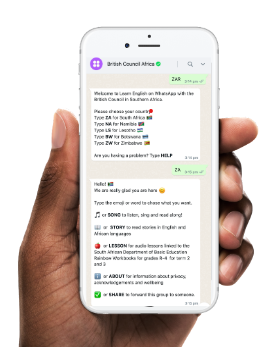 British Council Africa
ZAR
Welcome to Learn English on WhatsApp with the
British Council in Southern Africa.
Please choose your country
Type ZA for South Africa 🇿🇦
Type NA for Namibia 🇳🇦
Type LS for Lesotho 🇱🇸
Type BW for Botswana 🇧🇼
Type ZW for Zimbabwe 🇿🇼
Are you having a problem? Type HELP
ZA
Hello! 🇿🇦
We are really glad you are here 😊
Type the emoji or word to chose what you want.
🎵 or SONG to listen, sing and read along!
📖 or STORY to read stories in English and
African languages
🍎 or LESSON for audio lessons linked to the
South African Department of Basic Education
Rainbow Workbooks for grades R-4 for term 2
and 3
ℹ️ or ABOUT for information about privacy,
acknowledgements and wellbeing
✅ or SHARE to forward this group to someone.